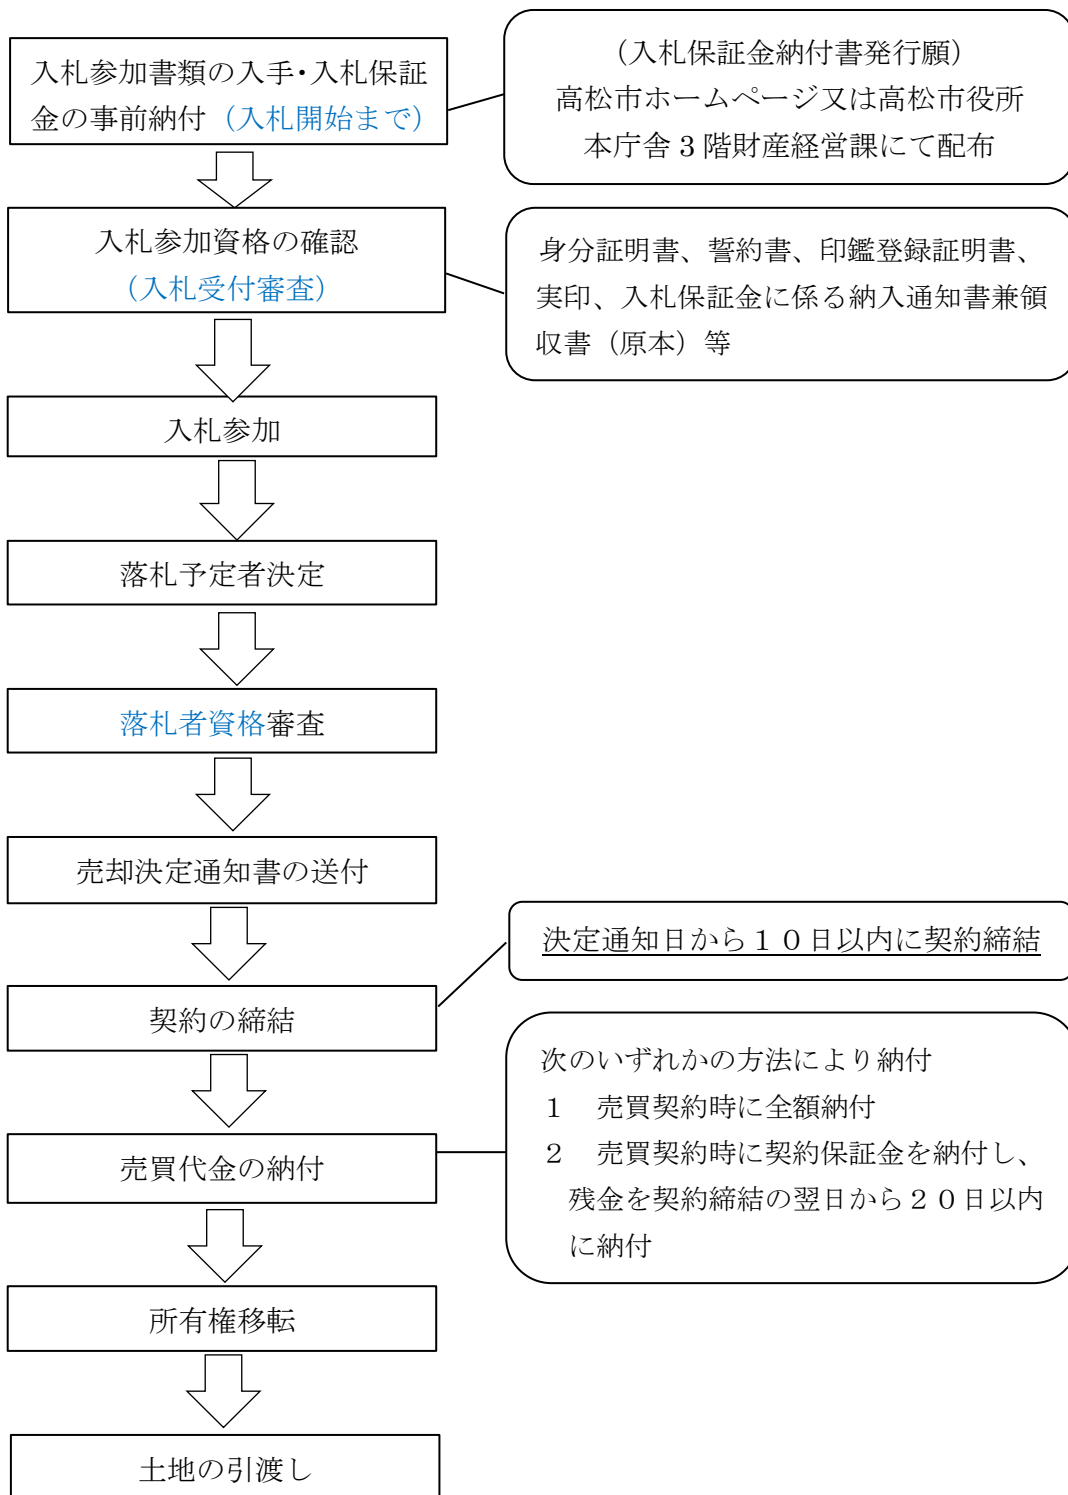 入札参加書類の入手・入札保証
金の事前納付（入札開始まで）
（入札保証金納付書発行願）
高松市ホームページ又は高松市役所
本庁舎３階財産経営課にて配布
入札参加資格の確認
（入札受付審査）
身分証明書、誓約書、印鑑登録証明書、
実印、入札保証金に係る納入通知書兼領
収書（原本）等
入札参加
落札予定者決定
落札者資格審査
売却決定通知書の送付
決定通知日から１０日以内に契約締結
契約の締結
次のいずれかの方法により納付
１　売買契約時に全額納付
２　売買契約時に契約保証金を納付し、
残金を契約締結の翌日から２０日以内
に納付
売買代金の納付
所有権移転
土地の引渡し